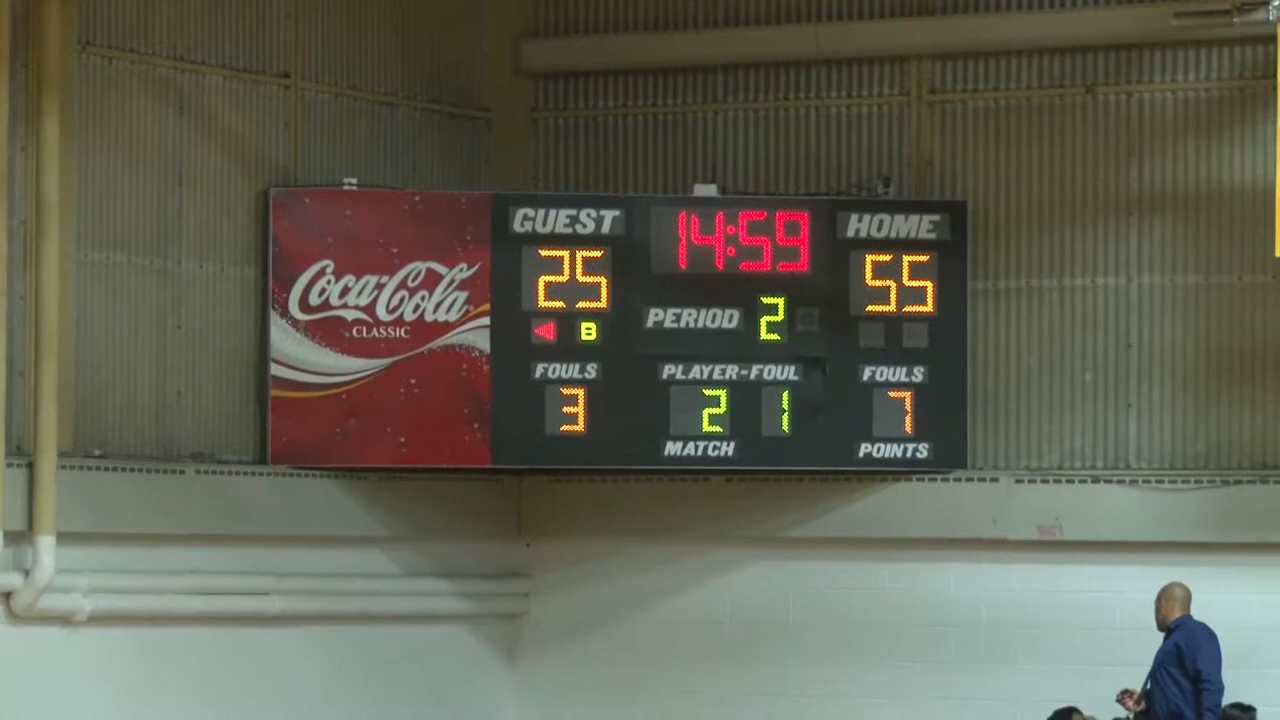 Coca-Cola
CLASSIC
GUEST
14:59
HOME
25
55
B
PERIOD 2
FOULS
PLAYER-FOUL
FOULS
3
2 1
7
MATCH
POINTS